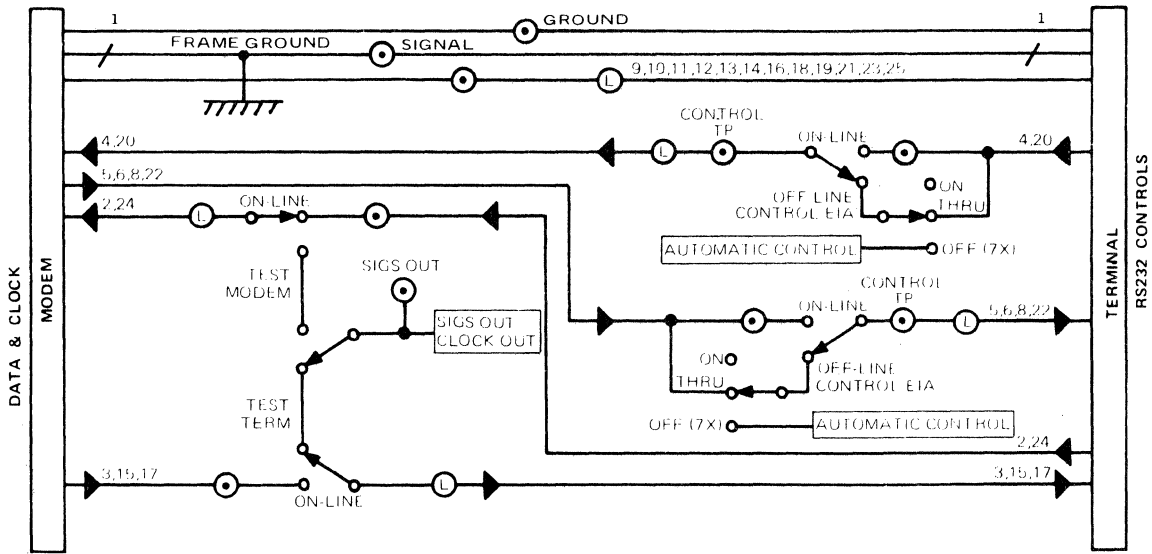 1
GROUND
1
FRAME GROUND
SIGNAL
9,10,11,12,13,14,16,18,19,21,23,25
L
CONTROL
TP
ON-LINE
4,20
L
4,20
5,6,8,22
ON
THRU
OFF LINE
CONTROL EIA
2,24
L
ON-LINE
AUTOMATIC CONTROL
OFF (7X)
TEST
MODEM
SIGS OUT
SIGS OUT
CLOCK OUT
CONTROL
TP
ON-LINE
L
5,6,8,22
ON
THRU
OFF-LINE
CONTROL EIA
OFF (7X)
AUTOMATIC CONTROL
TEST
TERM
2,24
3,15,17
ON-LINE
L
3,15,17
DATA & CLOCK
MODEM
TERMINAL
RS232 CONTROLS